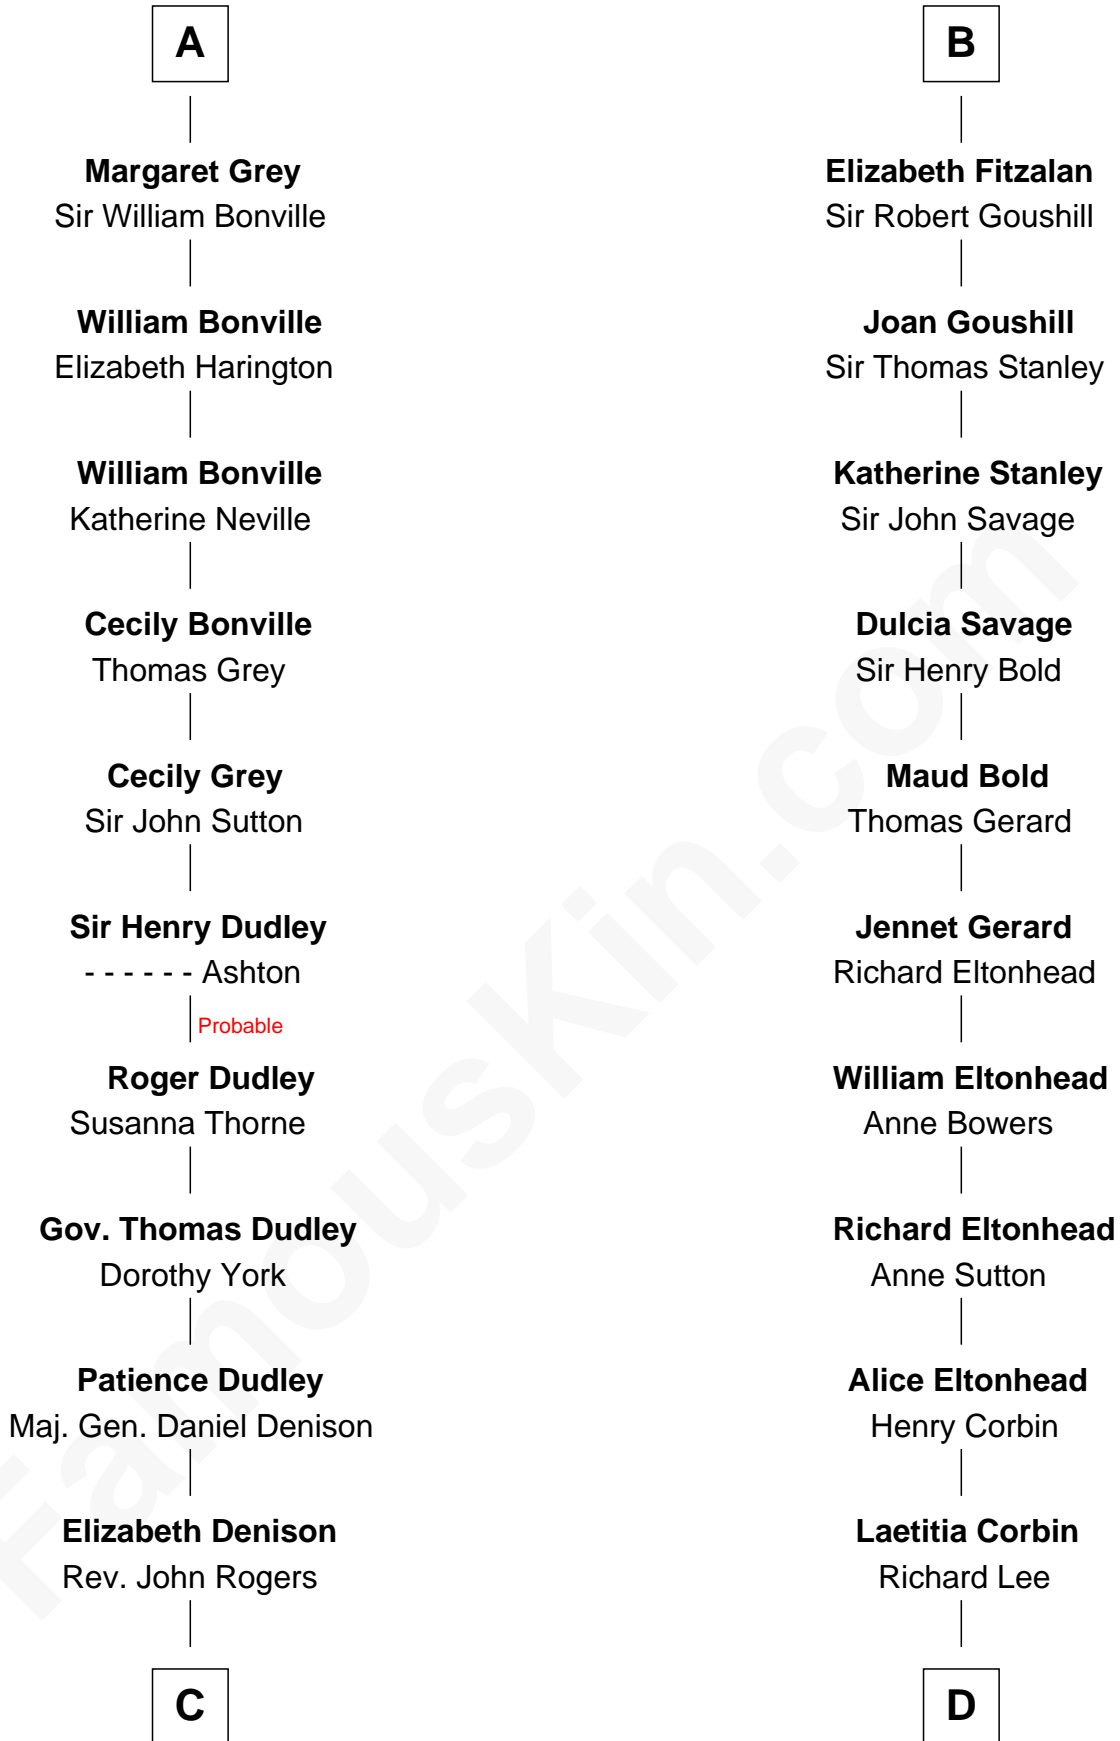 A
Margaret Grey
Sir William Bonville
William Bonville
Elizabeth Harington
William Bonville
Katherine Neville
Cecily Bonville
Thomas Grey
Cecily Grey
Sir John Sutton
Sir Henry Dudley
- - - - - - Ashton
Probable
Roger Dudley
Susanna Thorne
Gov. Thomas Dudley
Dorothy York
Patience Dudley
Maj. Gen. Daniel Denison
Elizabeth Denison
Rev. John Rogers
C
B
Elizabeth Fitzalan
Sir Robert Goushill
Joan Goushill
Sir Thomas Stanley
Katherine Stanley
Sir John Savage
Dulcia Savage
Sir Henry Bold
Maud Bold
Thomas Gerard
Jennet Gerard
Richard Eltonhead
William Eltonhead
Anne Bowers
Richard Eltonhead
Anne Sutton
Alice Eltonhead
Henry Corbin
Laetitia Corbin
Richard Lee
D
FamousKin.com